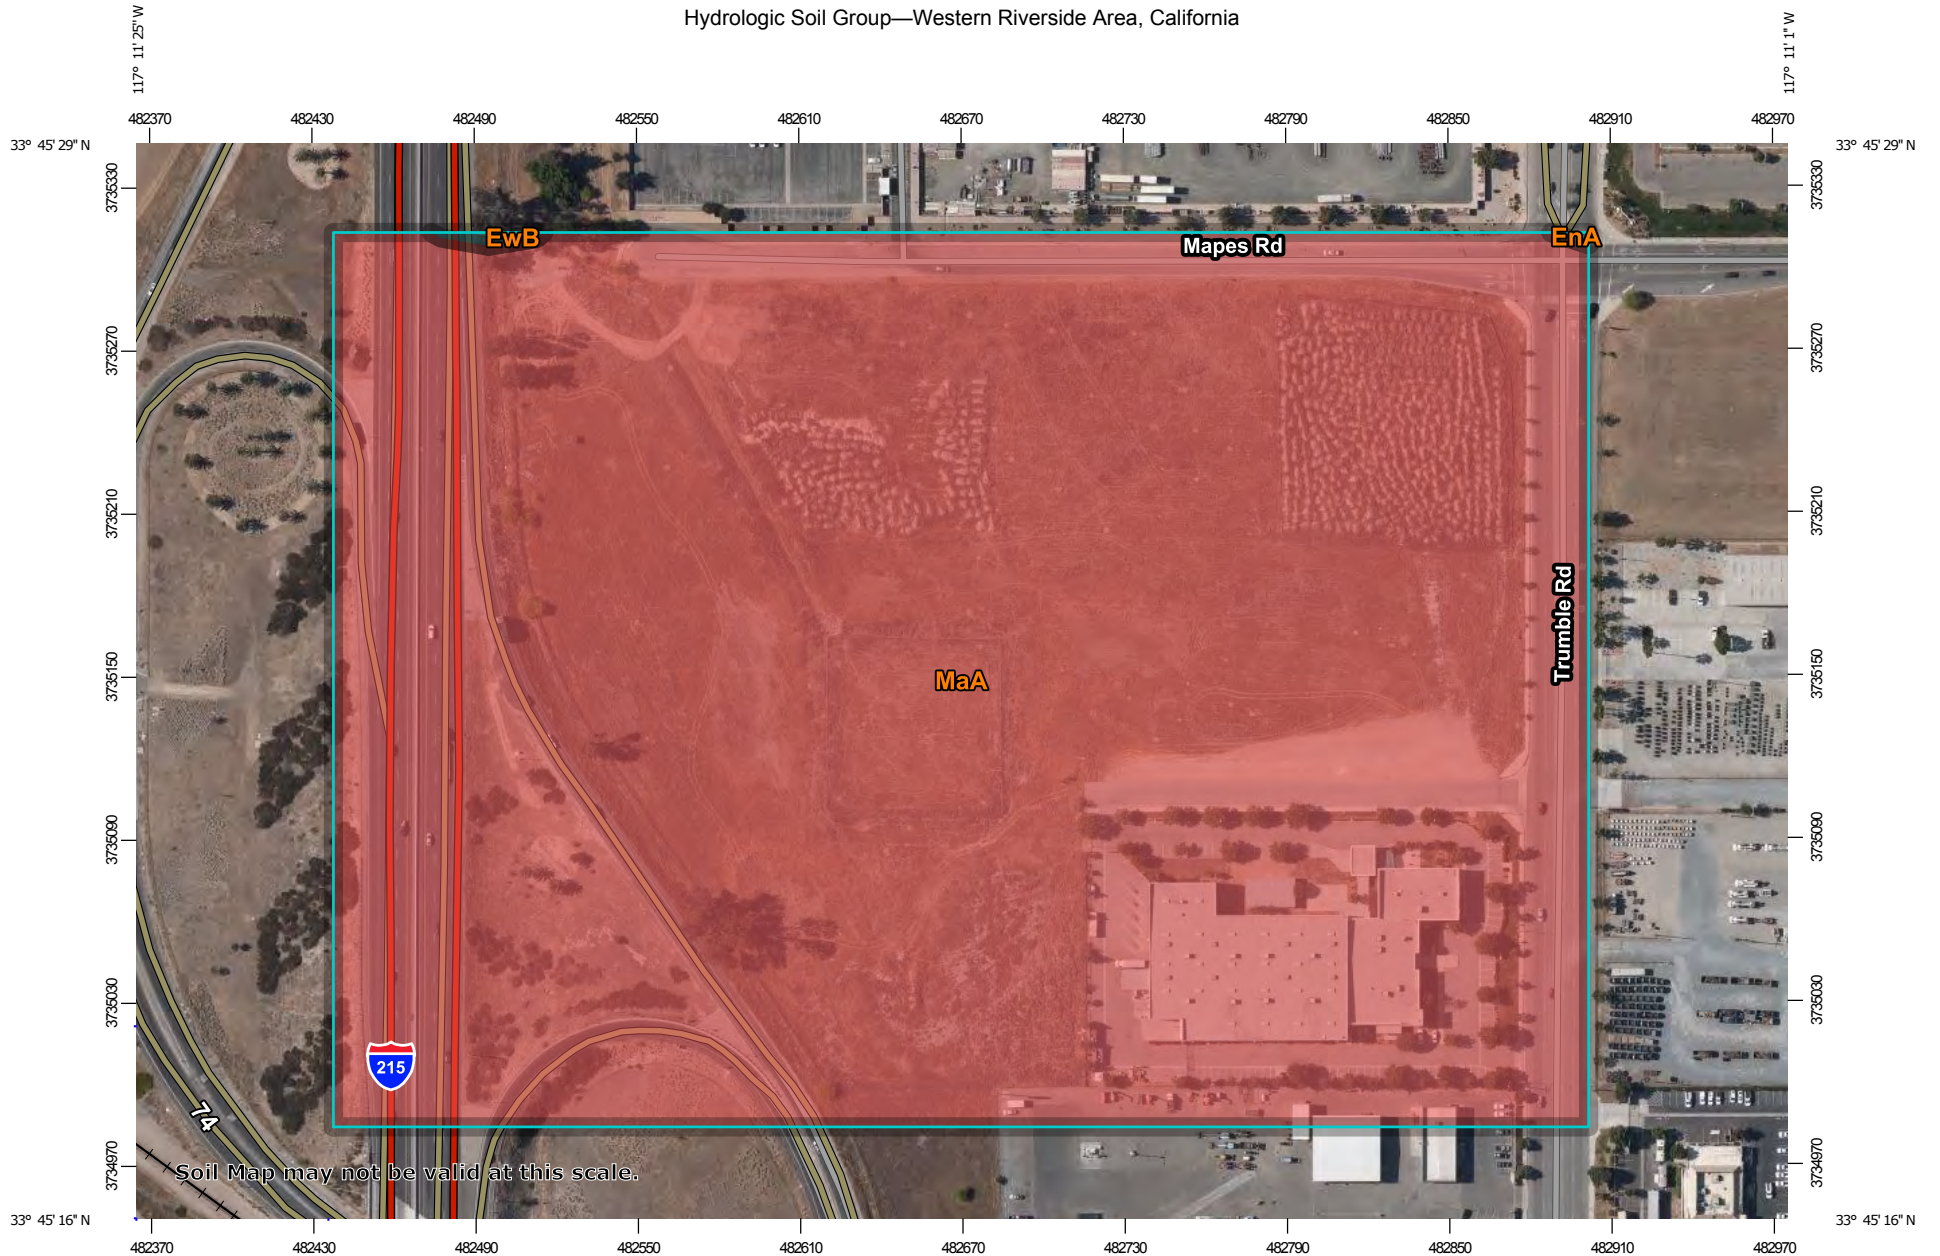 Hydrologic Soil Group—Western Riverside Area, California
117° 11' 25" W
117° 11' 1" W
482370 482430 482490 482550 482610 482670 482730 482790 482850 482910 482970
33° 45' 29" N
33° 45' 29" N
3735330
3735330
EwB
Mapes Rd
EnA
3735270
3735270
3735210
3735210
Trumble Rd
3735150
MaA
3735150
3735090
3735090
3735030
3735030
215
74
3734970
Soil Map may not be valid at this scale.
3734970
33° 45' 16" N
33° 45' 16" N
482370 482430 482490 482550 482610 482670 482730 482790 482850 482910 482970